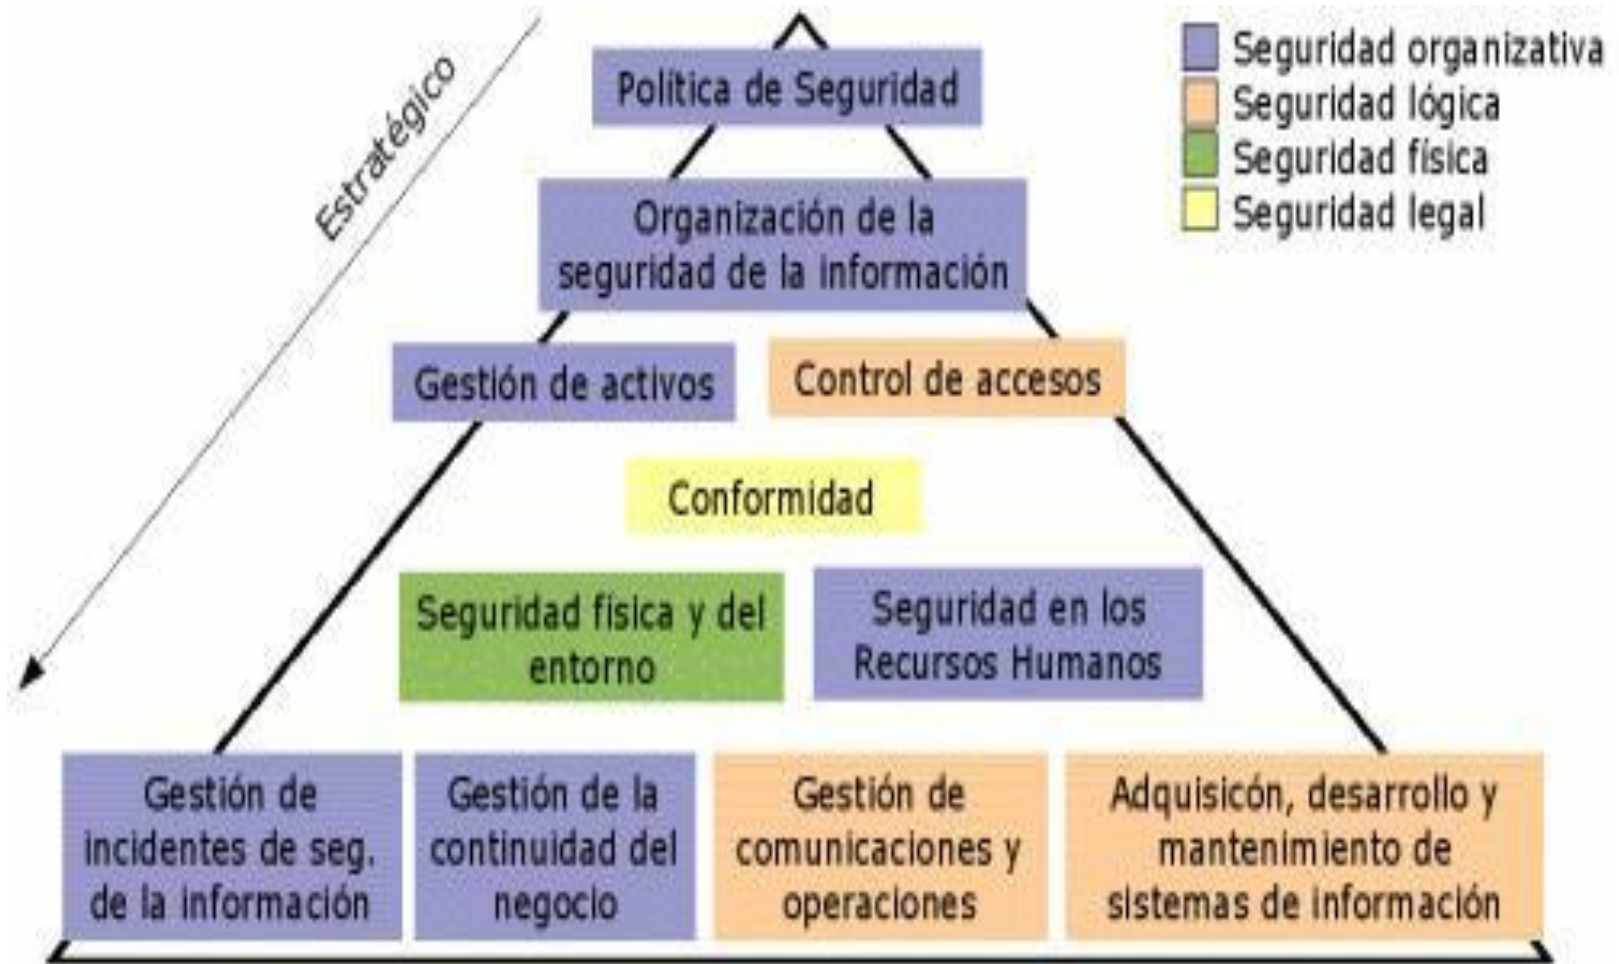 Estratégico
Política de Seguridad
Organización de la
seguridad de la información
Gestión de activos
Control de accesos
Conformidad
Seguridad física y del
entorno
Seguridad en los
Recursos Humanos
Gestión de
incidentes de seg.
de la información
Gestión de la
continuidad del
negocio
Gestión de
comunicaciones y
operaciones
Adquisicón, desarrollo y
mantenimiento de
sistemas de información
Seguridad organizativa
Seguridad lógica
Seguridad física
Seguridad legal